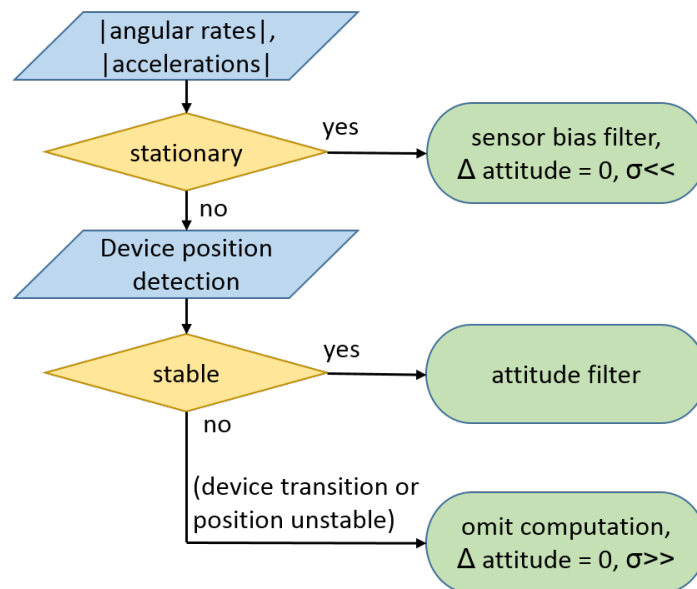 |angular rates|,
|accelerations|
stationary
yes
sensor bias filter,
Δ attitude = 0, σ<<
no
Device position
detection
stable
yes
attitude filter
no
(device transition or
position unstable)
omit computation,
Δ attitude = 0, σ>>